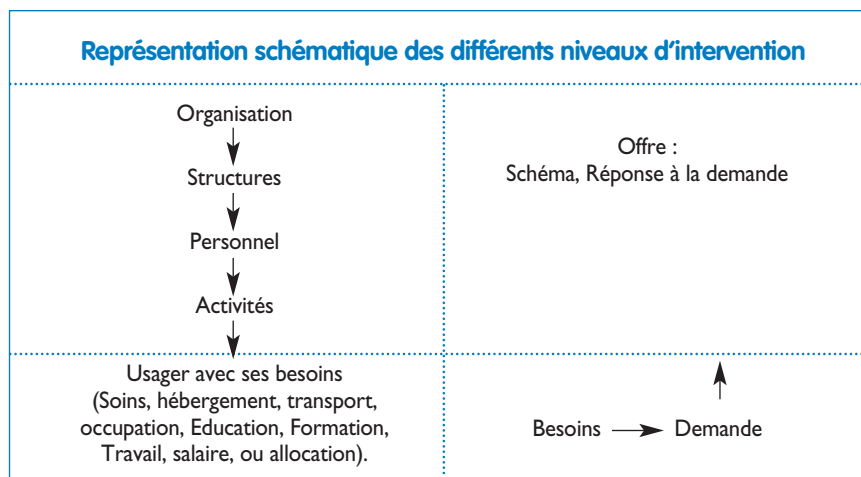 Représentation schématique des différents niveaux d'intervention
Organisation
Structures
Personnel
Activités
Offre :
Schéma, Réponse à la demande
Usager avec ses besoins
(Soins, hébergement, transport,
occupation, Education, Formation,
Travail, salaire, ou allocation).
Besoins
Demande